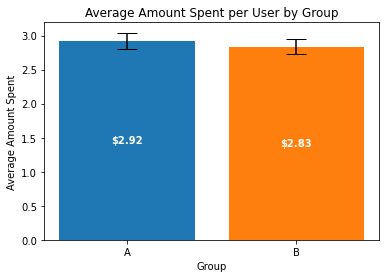 Average Amount Spent per User by Group
Average Amount Spent
3.0
2.5
2.0
1.5
1.0
0.5
0.0
$2.92
$2.83
A
B
Group